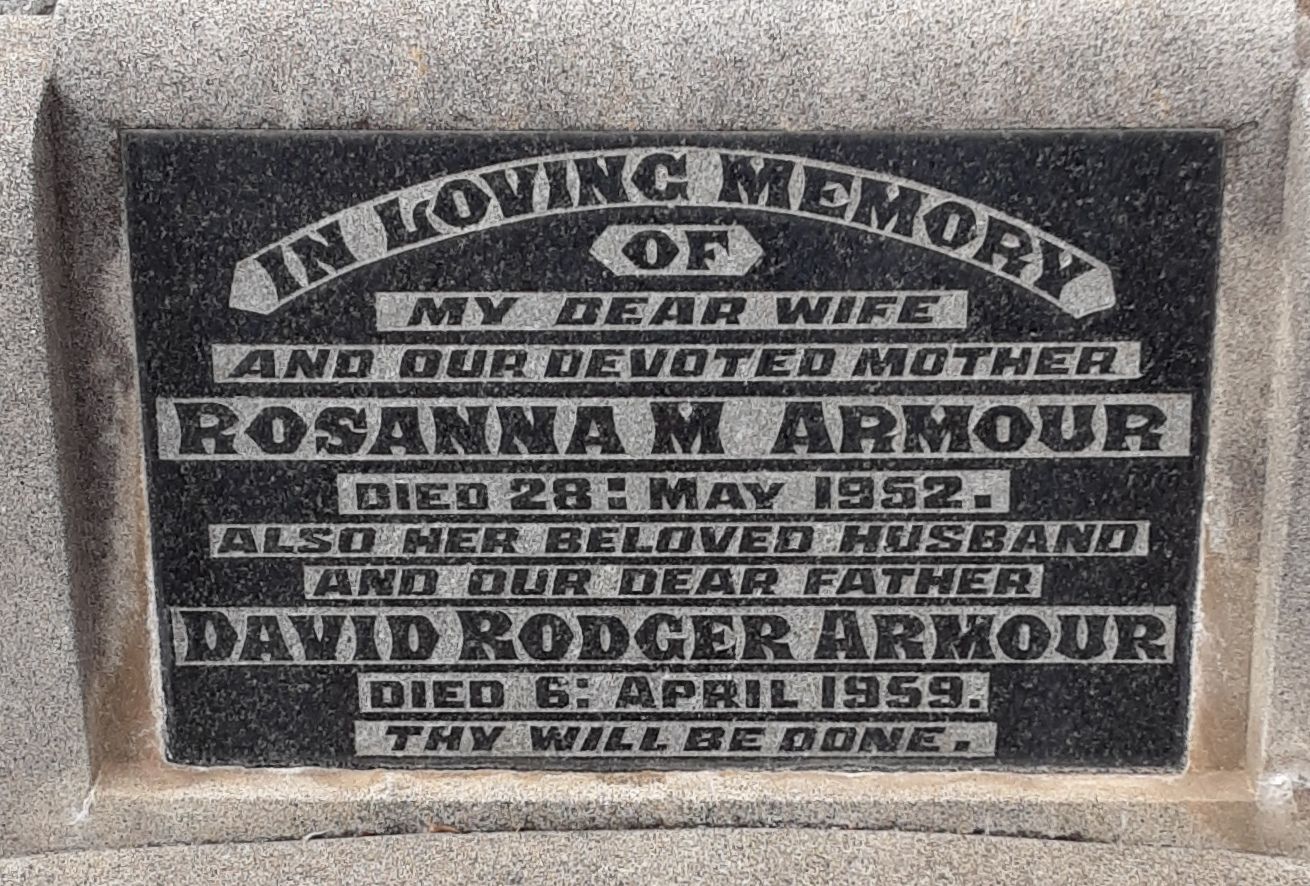 IN LOVING MEMORY
OF
MY DEAR WIFE
AND OUR DEVOTED MOTHER
ROSANNA M ARMOUR
DIED 28: MAY 1952.
ALSO HER BELOVED HUSBAND
AND OUR DEAR FATHER
DAVID RODGER ARMOUR
DIED 6: APRIL 1959.
THY WILL BE DONE.